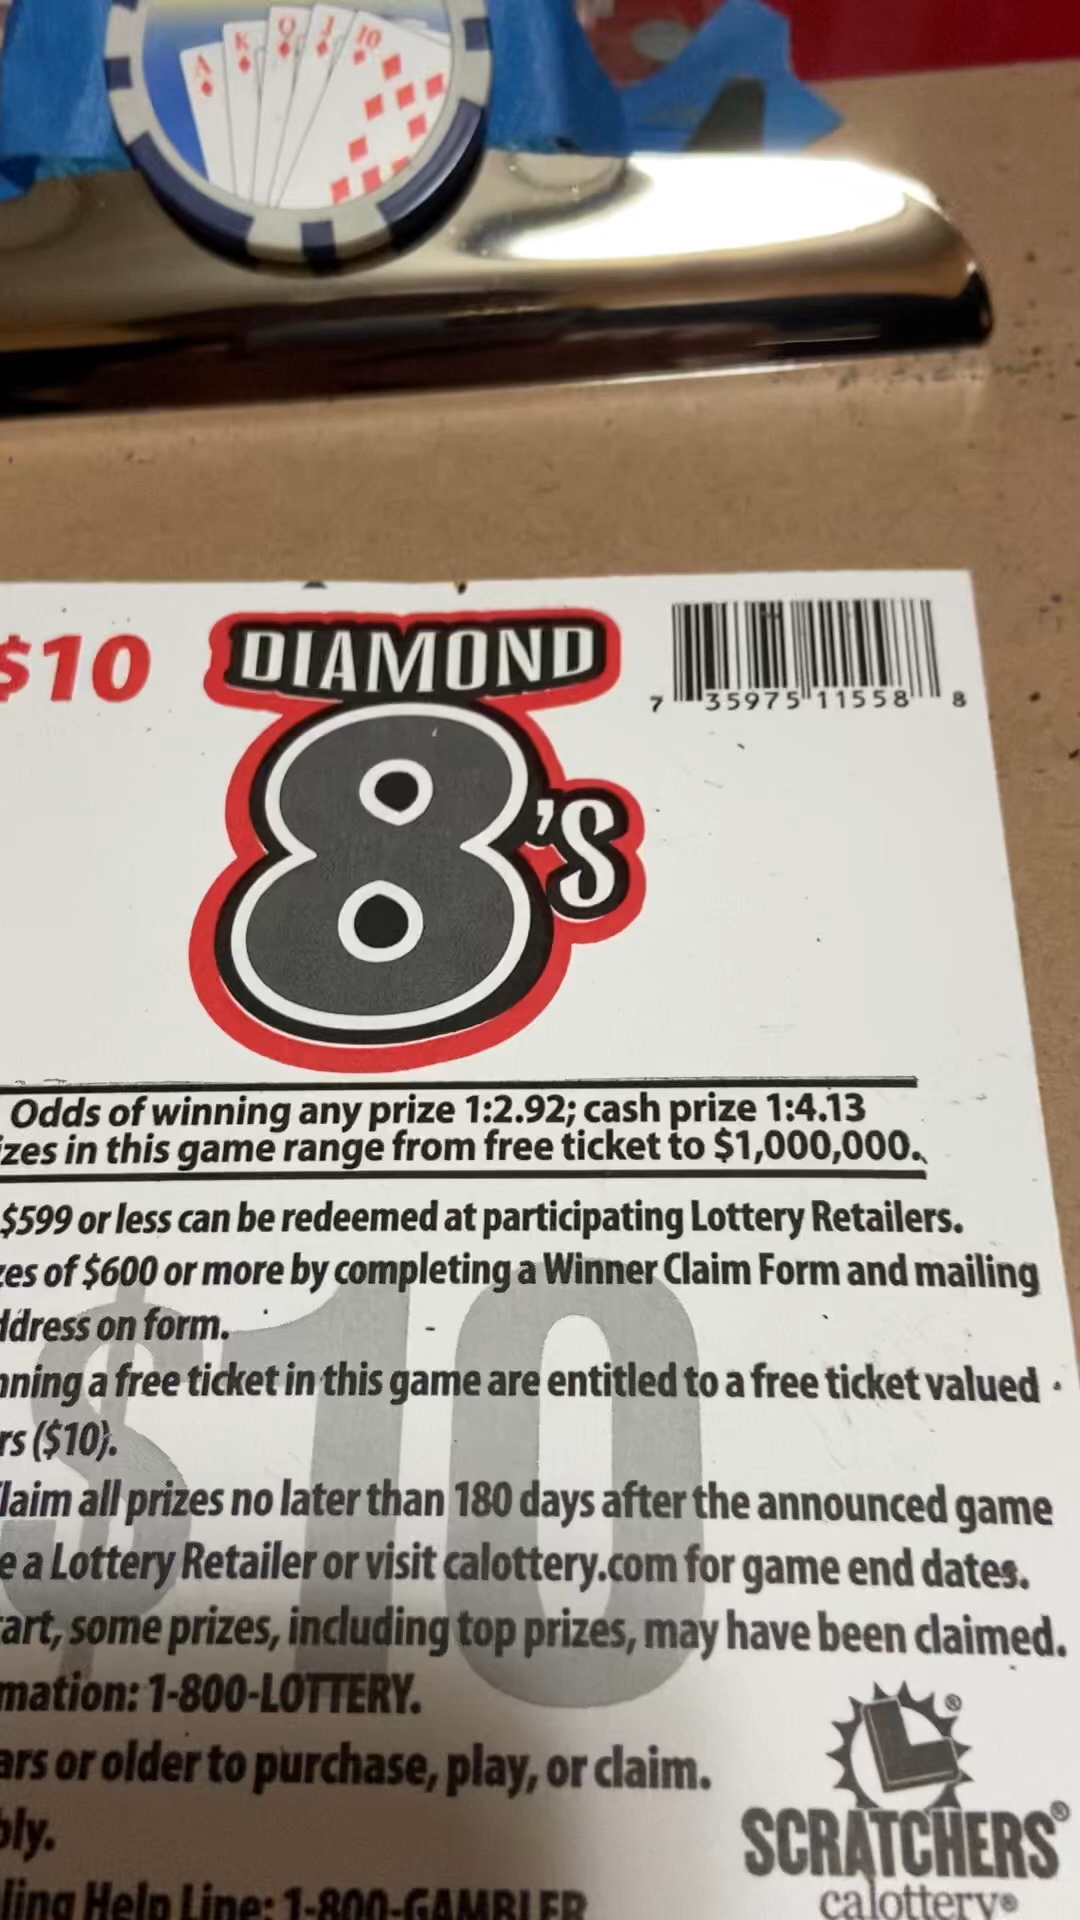 A K Q J 10
$10
DIAMOND
8's
7 35975 11558 8
Odds of winning any prize 1:2.92; cash prize 1:4.13
zes in this game range from free ticket to $1,000,000.
$599 or less can be redeemed at participating Lottery Retailers.
es of $600 or more by completing a Winner Claim Form and mailing
ddress on form.
nning a free ticket in this game are entitled to a free ticket valued
rs ($10).
laim all prizes no later than 180 days after the announced game
e a Lottery Retailer or visit calottery.com for game end dates.
art, some prizes, including top prizes, may have been claimed.
mation: 1-800-LOTTERY.
ars or older to purchase, play, or claim.
bly.
ling Help Line: 1-800-GAMBLER
$10
L®
SCRATCHERS®
calottery®